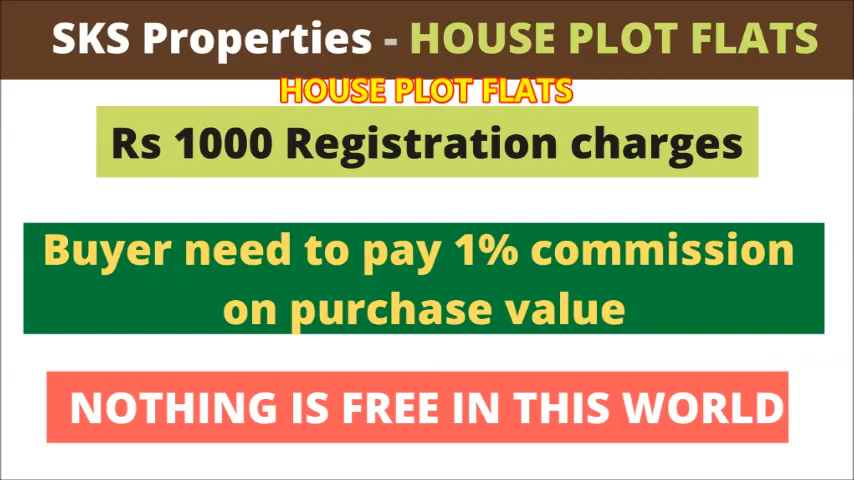 SKS Properties - HOUSE PLOT FLATS
HOUSE PLOT FLATS
Rs 1000 Registration charges
Buyer need to pay 1% commission
on purchase value
NOTHING IS FREE IN THIS WORLD